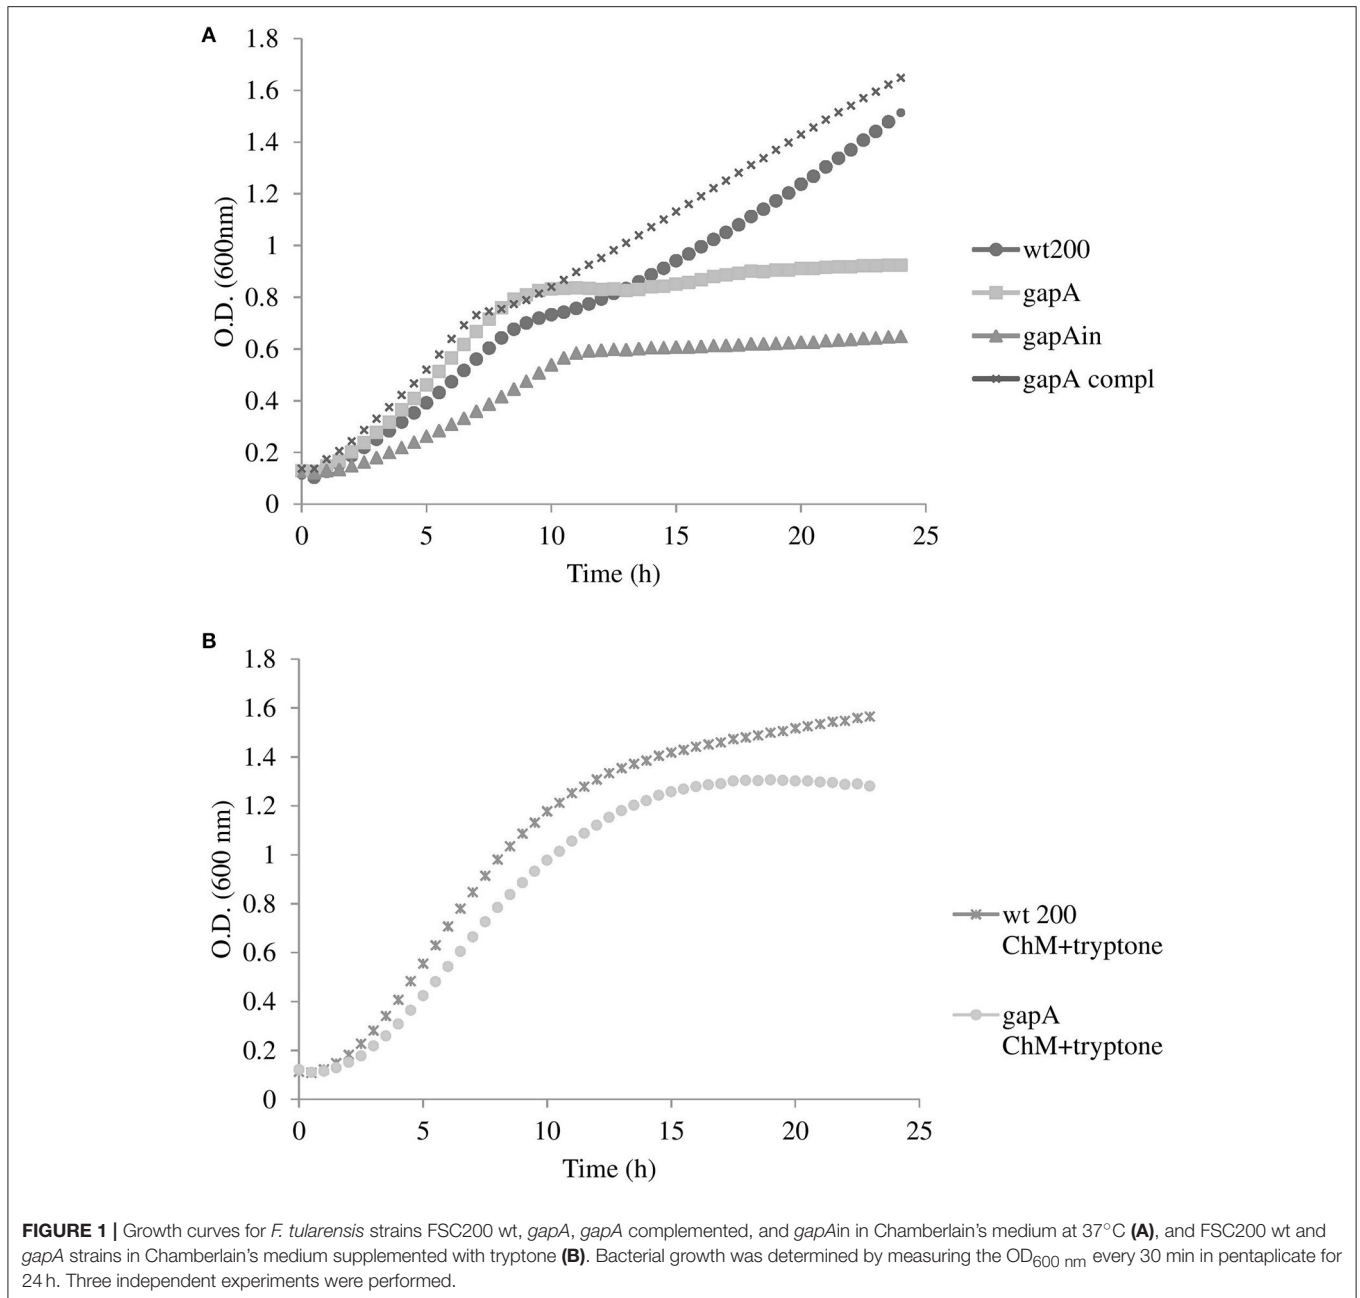 A
1.8
1.6
1.4
1.2
1
0.8
0.6
0.4
0.2
0
O.D. (600nm)
0 5 10 15 20 25
Time (h)
wt200
gapA
gapAin
gapA compl
B
1.8
1.6
1.4
1.2
1
0.8
0.6
0.4
0.2
0
O.D. (600 nm)
0 5 10 15 20 25
Time (h)
wt 200
ChM+tryptone
gapA
ChM+tryptone
FIGURE 1 | Growth curves for F. tularensis strains FSC200 wt, gapA, gapA complemented, and gapAin in Chamberlain's medium at 37°C (A), and FSC200 wt and
gapA strains in Chamberlain's medium supplemented with tryptone (B). Bacterial growth was determined by measuring the OD600 nm every 30 min in pentaplicate for
24 h. Three independent experiments were performed.